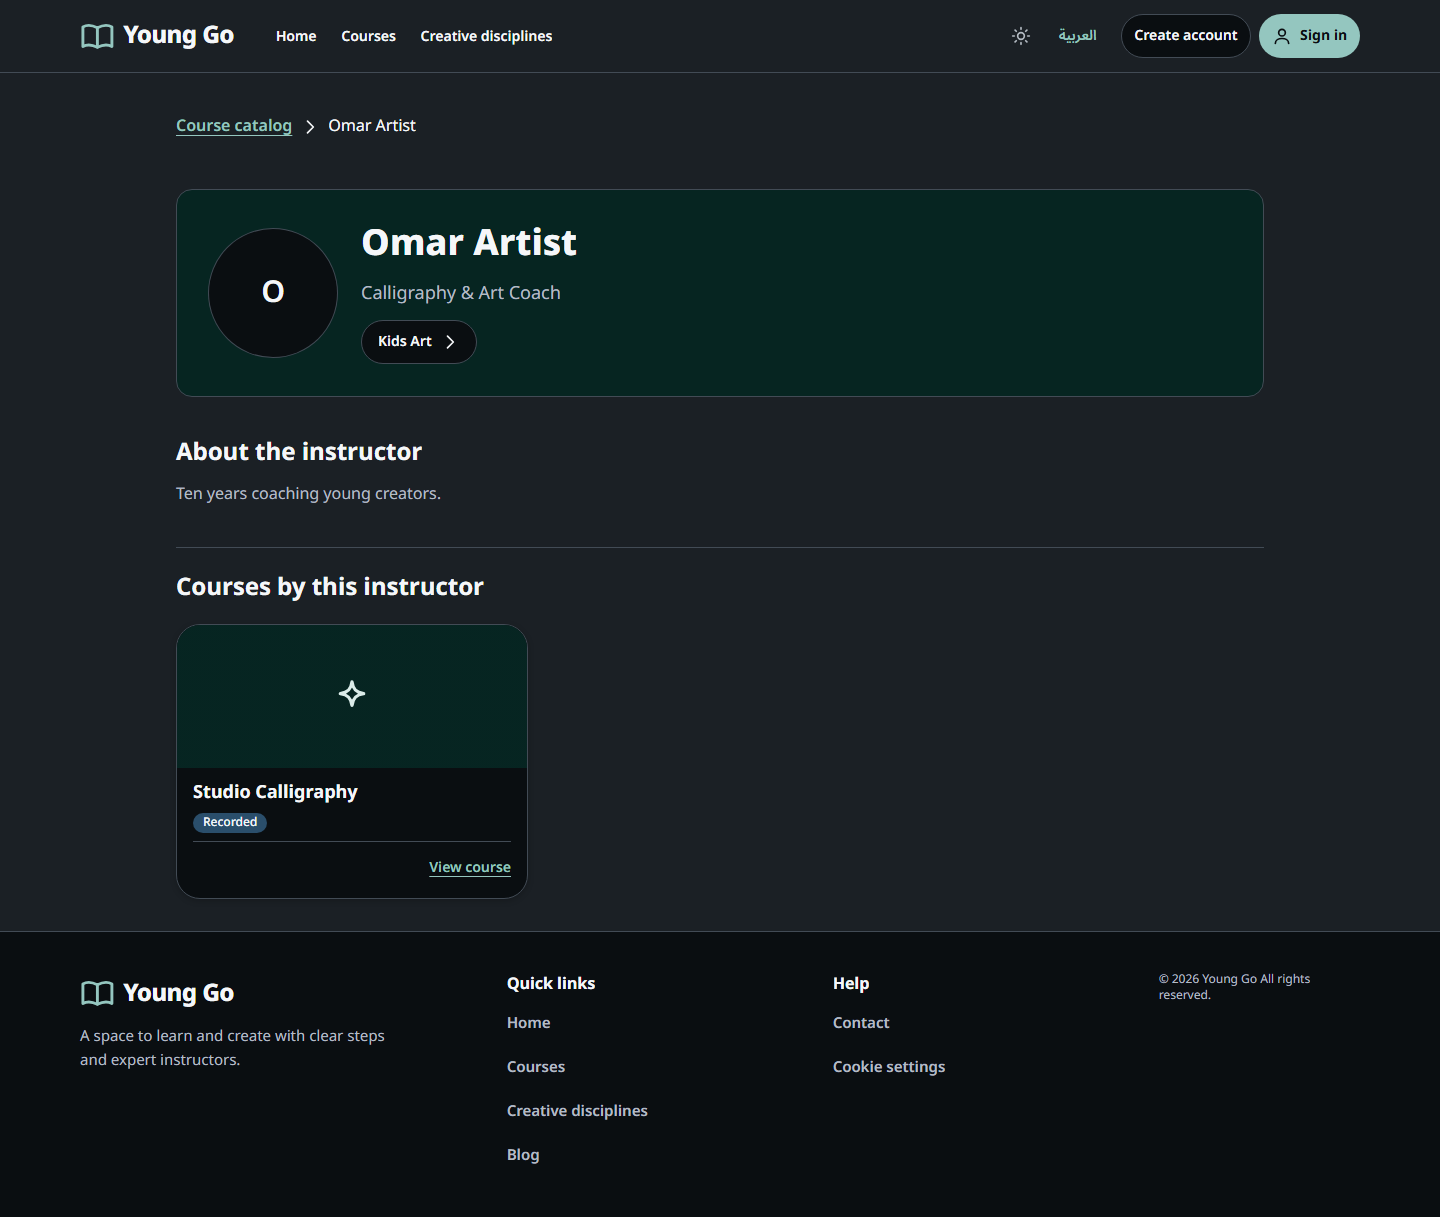 Young Go
Home
Courses
Creative disciplines
العربية
Create account
Sign in
Course catalog
Omar Artist
O
Omar Artist
Calligraphy & Art Coach
Kids Art
About the instructor
Ten years coaching young creators.
Courses by this instructor
Studio Calligraphy
Recorded
View course
Young Go
A space to learn and create with clear steps
and expert instructors.
Quick links
Home
Courses
Creative disciplines
Blog
Help
Contact
Cookie settings
© 2026 Young Go All rights
reserved.